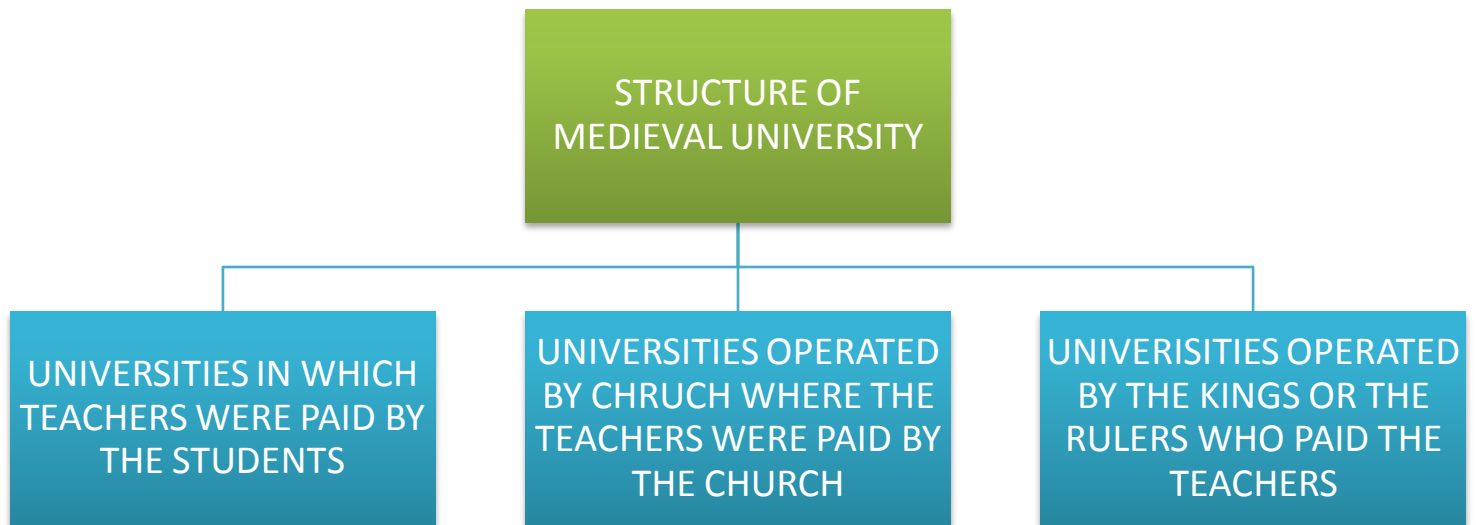 STRUCTURE OF
MEDIEVAL UNIVERSITY
UNIVERSITIES IN WHICH
TEACHERS WERE PAID BY
THE STUDENTS
UNIVERSITIES OPERATED
BY CHRUCH WHERE THE
TEACHERS WERE PAID BY
THE CHURCH
UNIVERISITIES OPERATED
BY THE KINGS OR THE
RULERS WHO PAID THE
TEACHERS